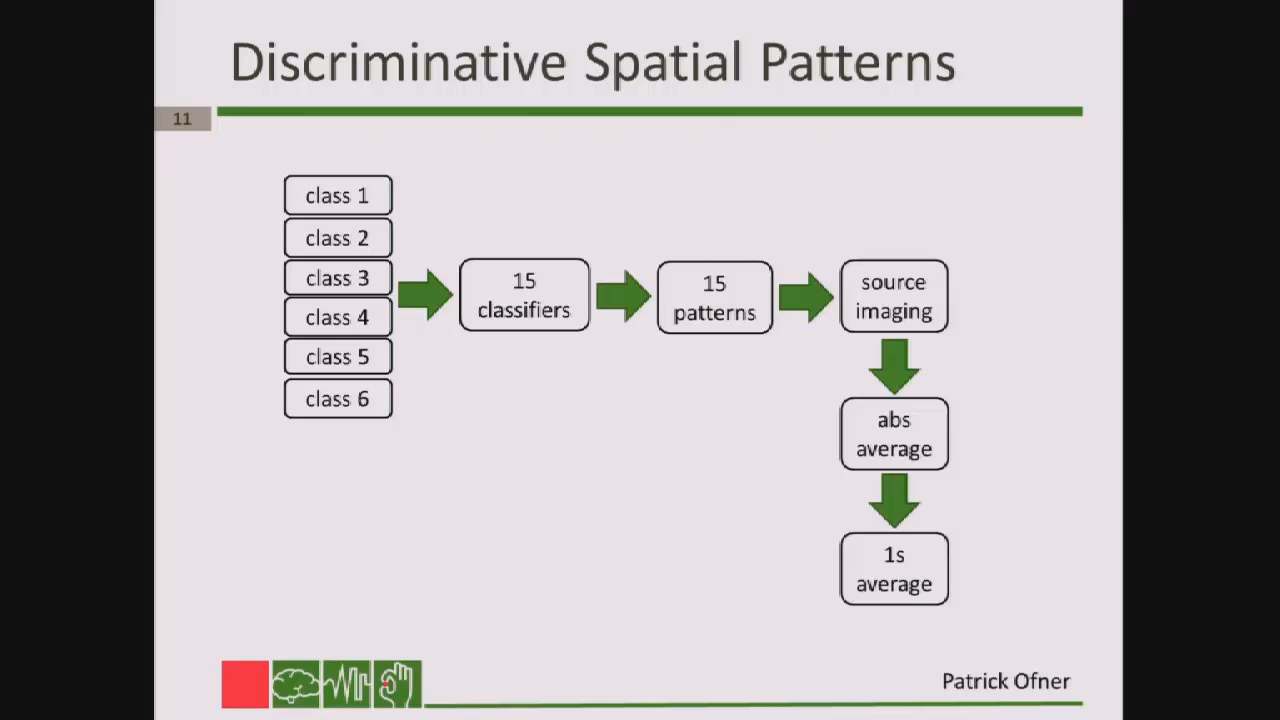 Discriminative Spatial Patterns
11
class 1
class 2
class 3
class 4
class 5
class 6
15
classifiers
15
patterns
source
imaging
abs
average
1s
average
Patrick Ofner